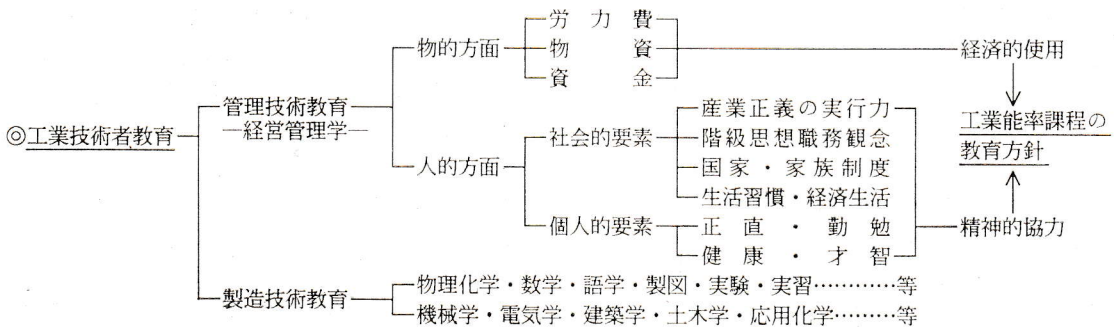 ◎工業技術者教育
管理技術教育
―経営管理学―
物的方面
労力費
物資
資金
経済的使用
人的方面
社会的要素
産業正義の実行力
階級思想職務観念
国家・家族制度
生活習慣・経済生活
個人的要素
正直・勤勉
健康・才智
精神的協力
工業能率課程の
教育方針
製造技術教育
物理化学・数学・語学・製図・実験・実習…………等
機械学・電気学・建築学・土木学・応用化学………等